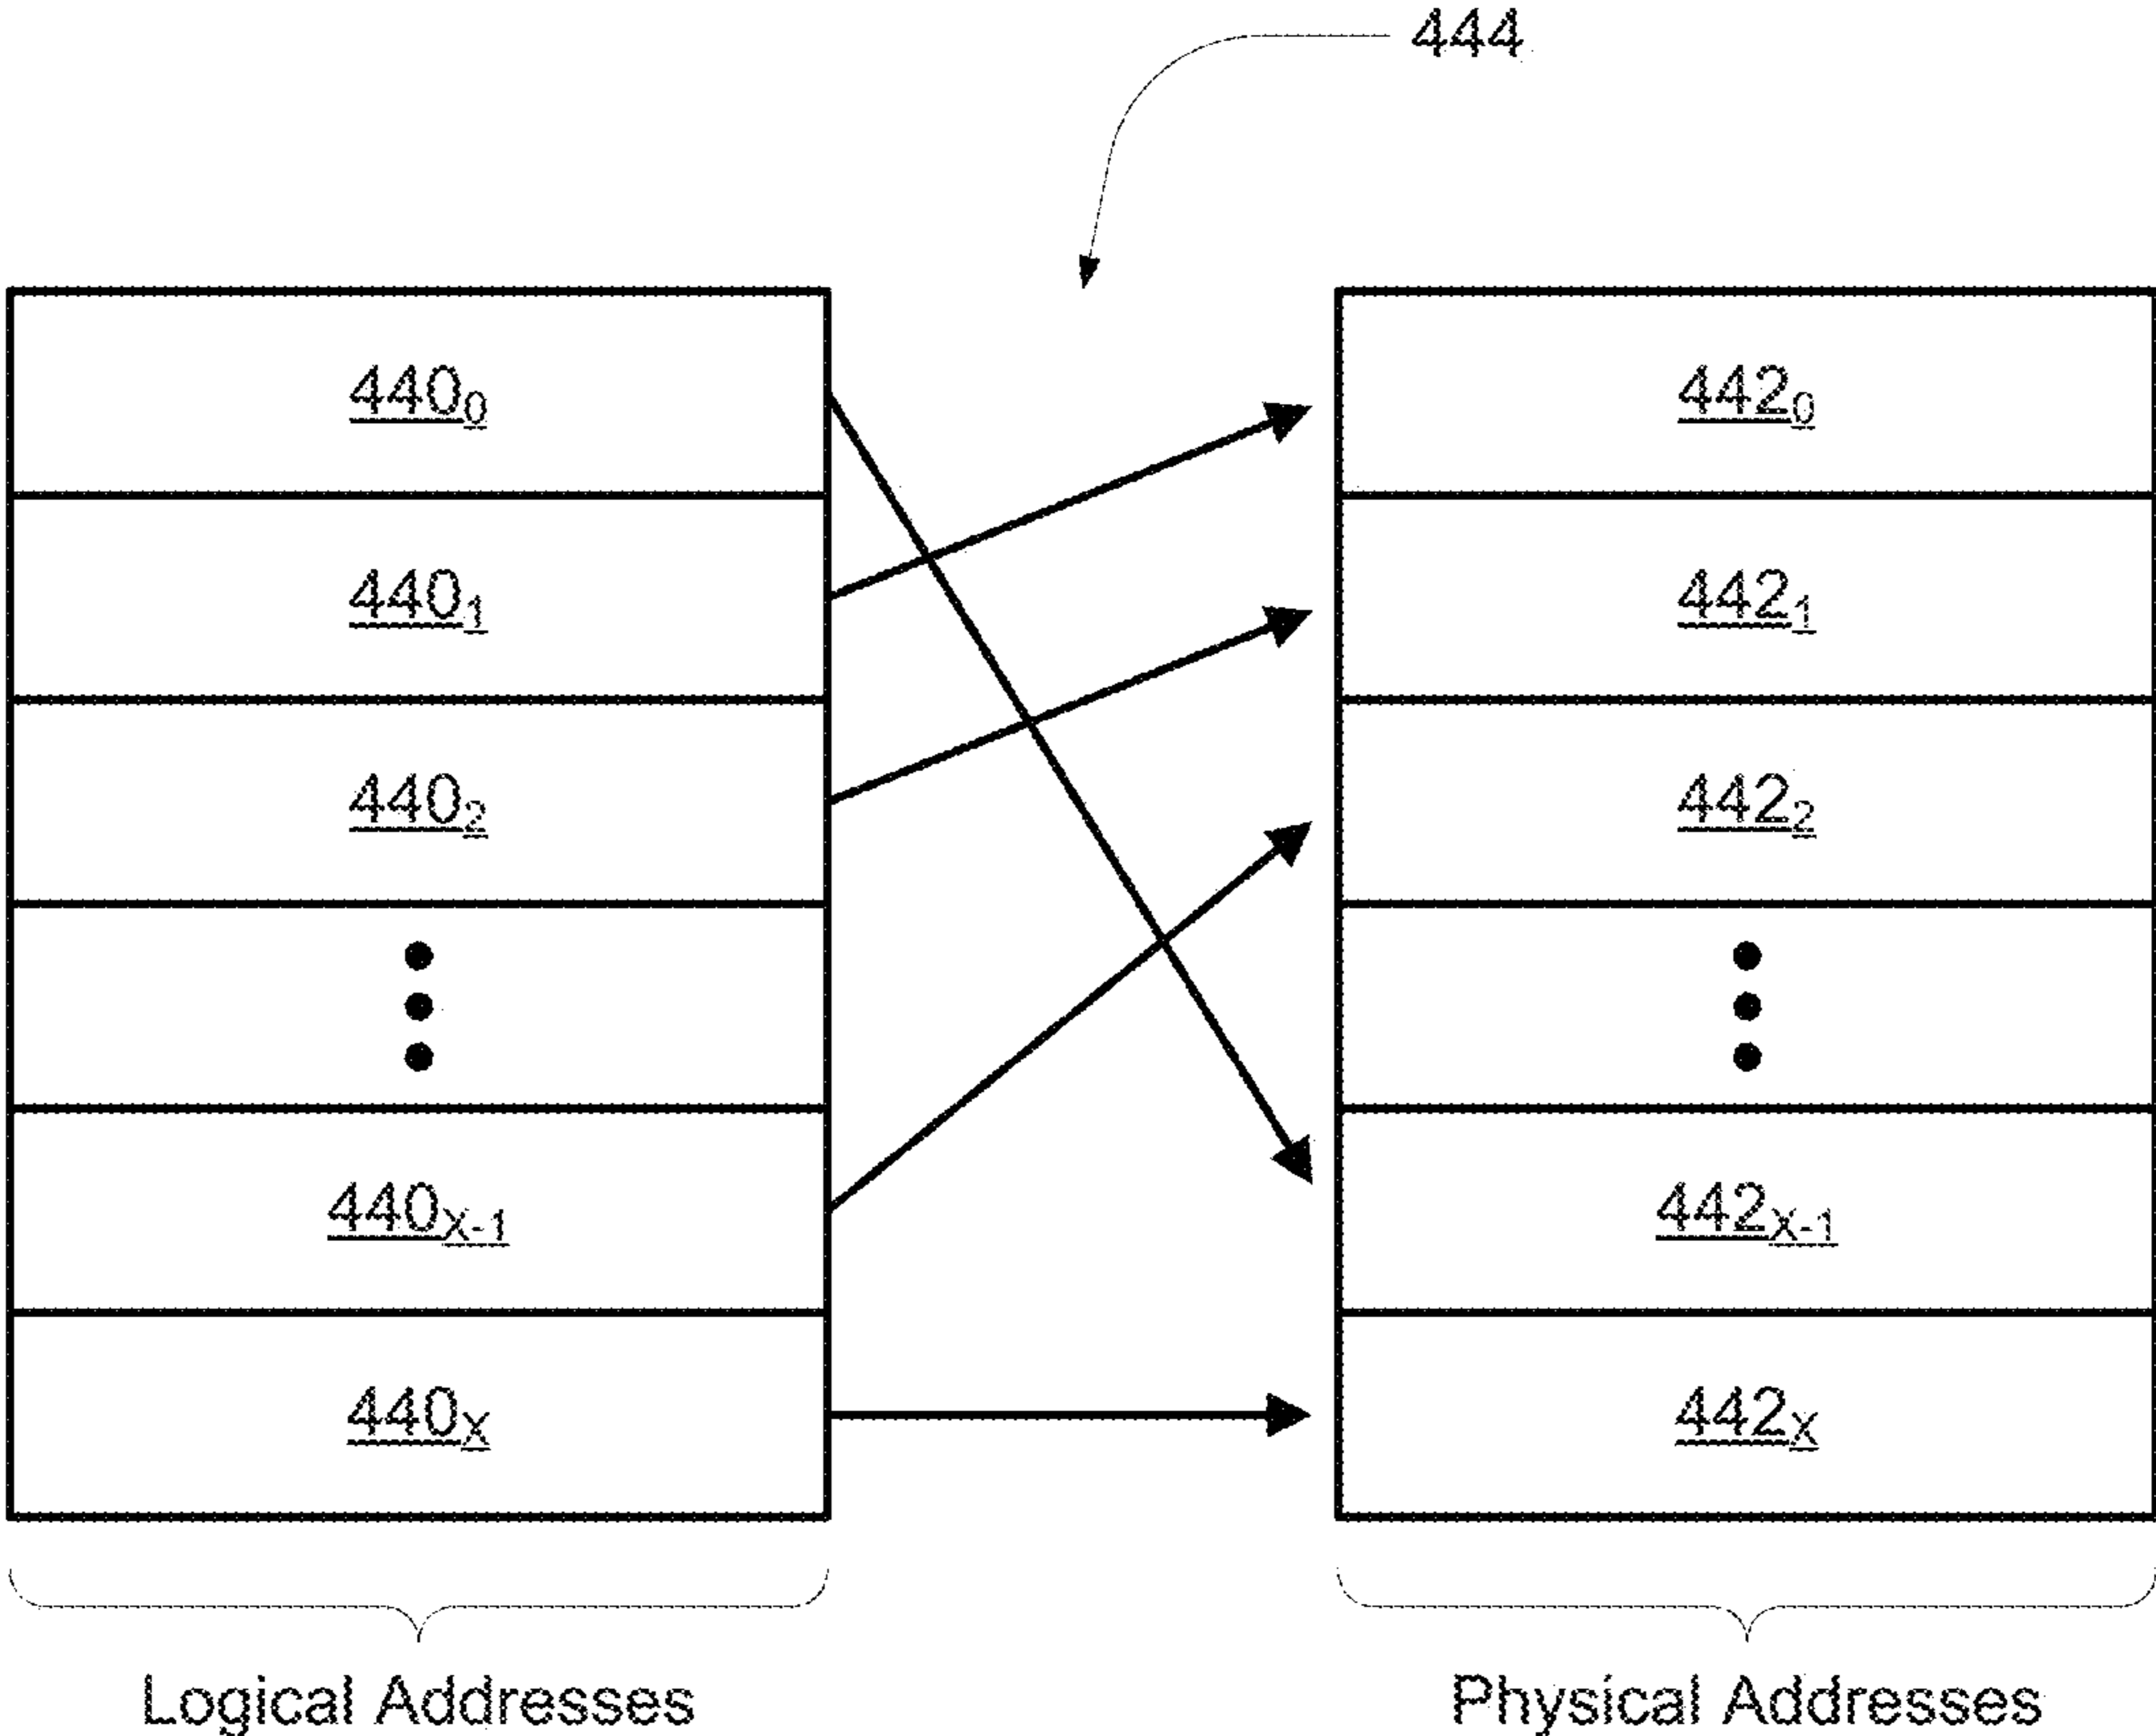 444
440₀ 442₀
440₁ 442₁
440₂ 442₂
440X-1 442X-1
440X 442X
Logical Addresses Physical Addresses